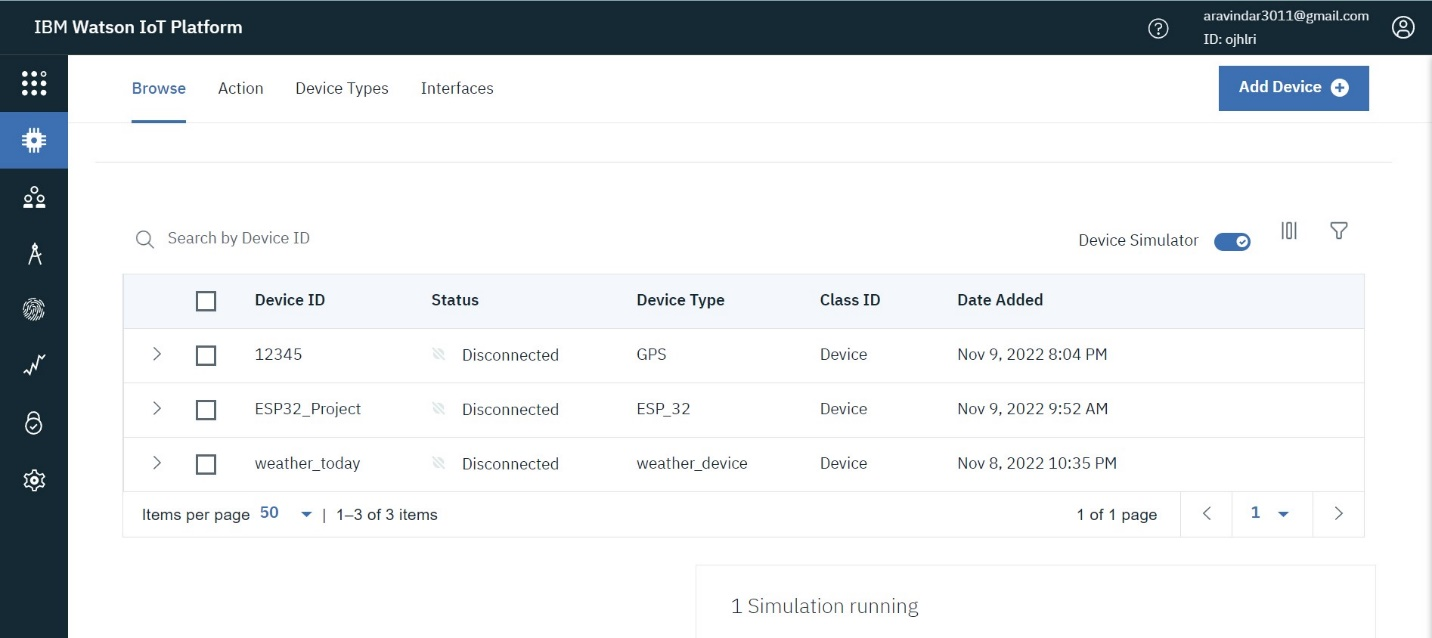 IBM Watson IoT Platform
aravindar3011@gmail.com
ID: ojhlri
Browse Action Device Types Interfaces
Add Device
Search by Device ID
Device Simulator
Device ID Status Device Type Class ID Date Added
12345 Disconnected GPS Device Nov 9, 2022 8:04 PM
ESP32_Project Disconnected ESP_32 Device Nov 9, 2022 9:52 AM
weather_today Disconnected weather_device Device Nov 8, 2022 10:35 PM
Items per page 50 | 1–3 of 3 items 1 of 1 page 1
1 Simulation running